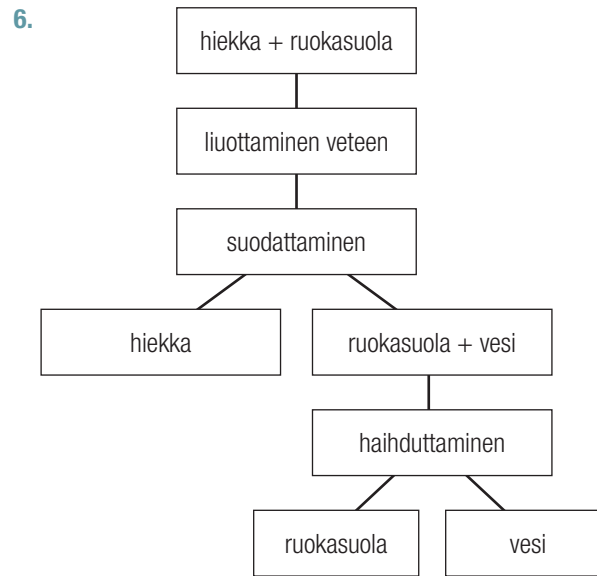 6.
hiekka + ruokasuola
liuottaminen veteen
suodattaminen
hiekka
ruokasuola + vesi
haihduttaminen
ruokasuola
vesi